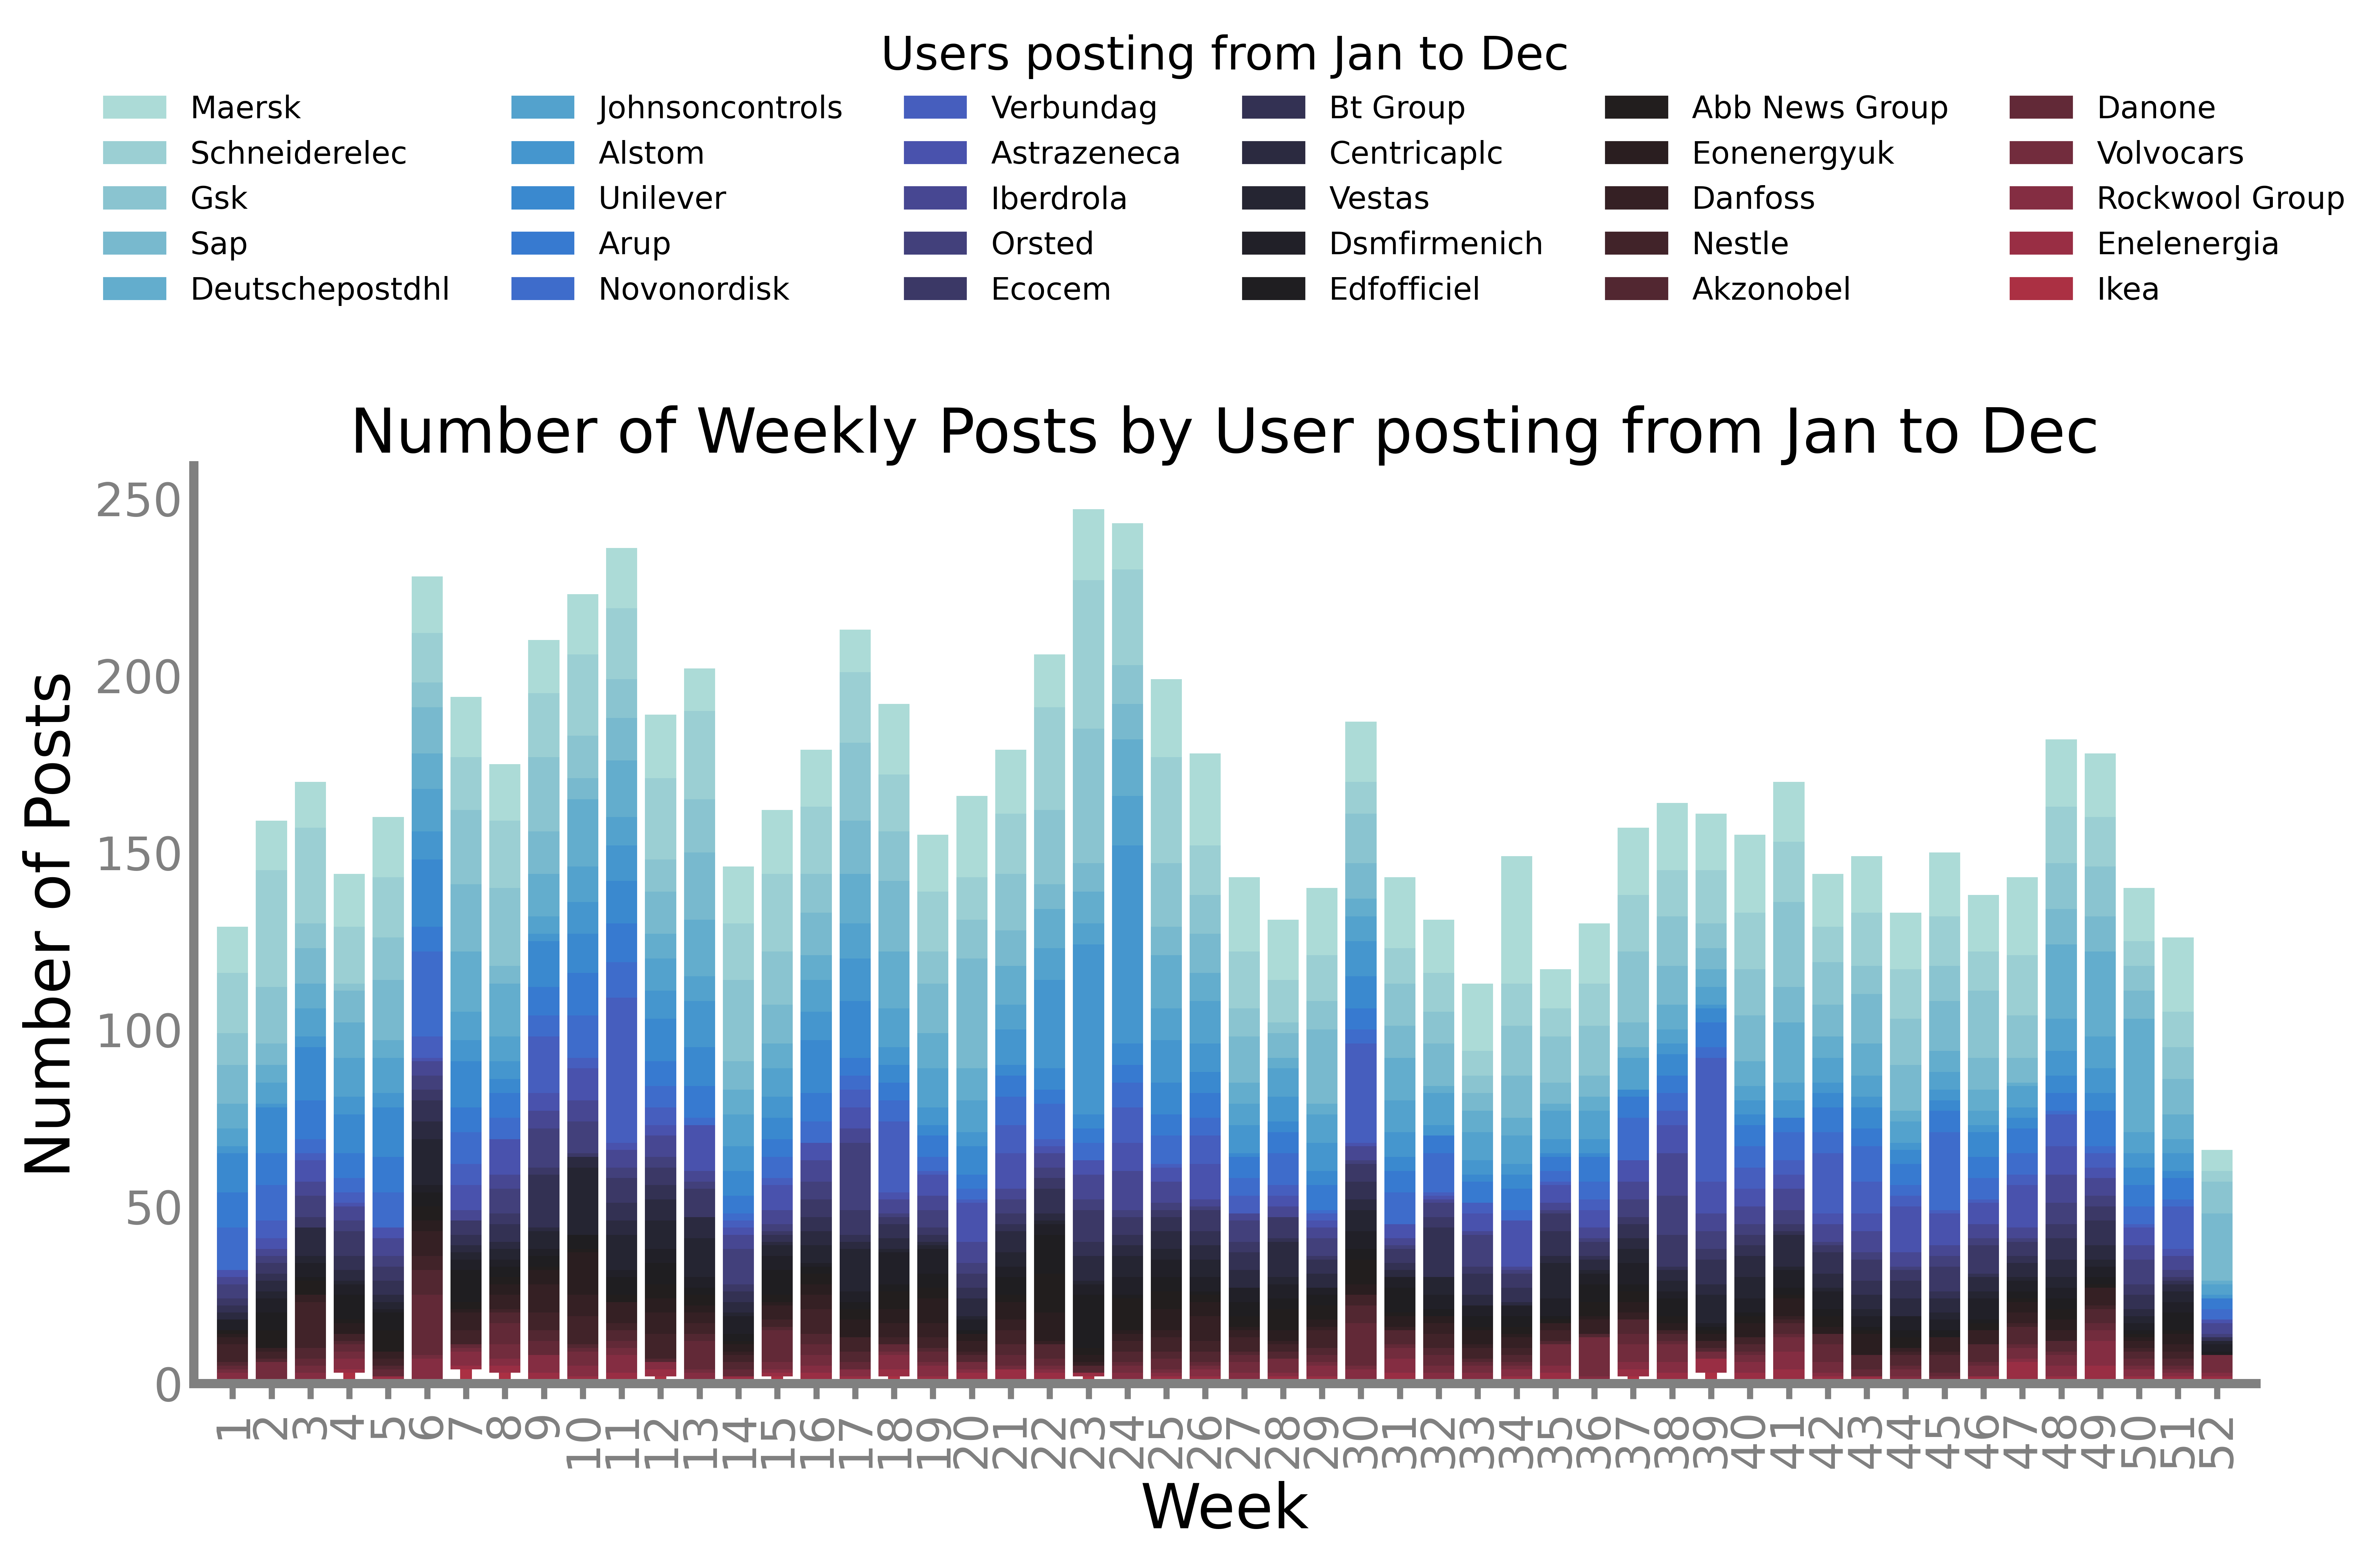 Users posting from Jan to Dec
Maersk Johnsoncontrols Verbundag Bt Group Abb News Group Danone
Schneiderelec Alstom Astrazeneca Centricaplc Eonenergyuk Volvocars
Gsk Unilever Iberdrola Vestas Danfoss Rockwool Group
Sap Arup Orsted Dsmfirmenich Nestle Enelenergia
Deutschepostdhl Novonordisk Ecocem Edfofficiel Akzonobel Ikea
Number of Weekly Posts by User posting from Jan to Dec
Number of Posts
250
200
150
100
50
0
1 2 3 4 5 6 7 8 9 10 11 12 13 14 15 16 17 18 19 20 21 22 23 24 25 26 27 28 29 30 31 32 33 34 35 36 37 38 39 40 41 42 43 44 45 46 47 48 49 50 51 52
Week